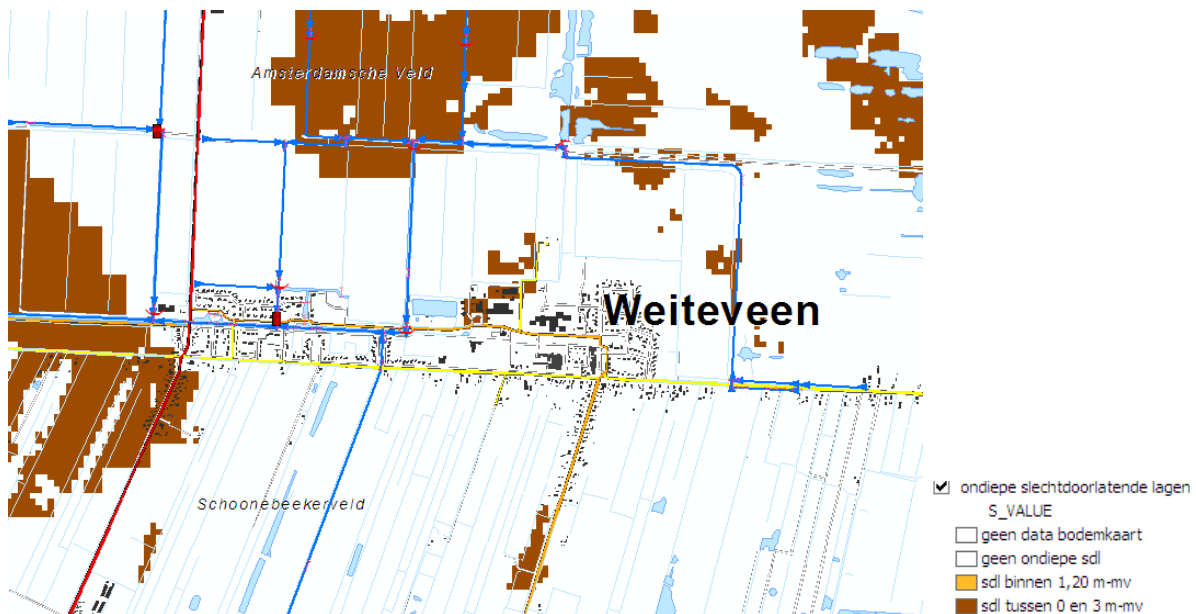 Amsterdamsche Veld
Weiteveen
Schoonebeekerveld
ondiepe slechtdoorlatende lagen
S_VALUE
geen data bodemkaart
geen ondiepe sdl
sdl binnen 1,20 m-mv
sdl tussen 0 en 3 m-mv